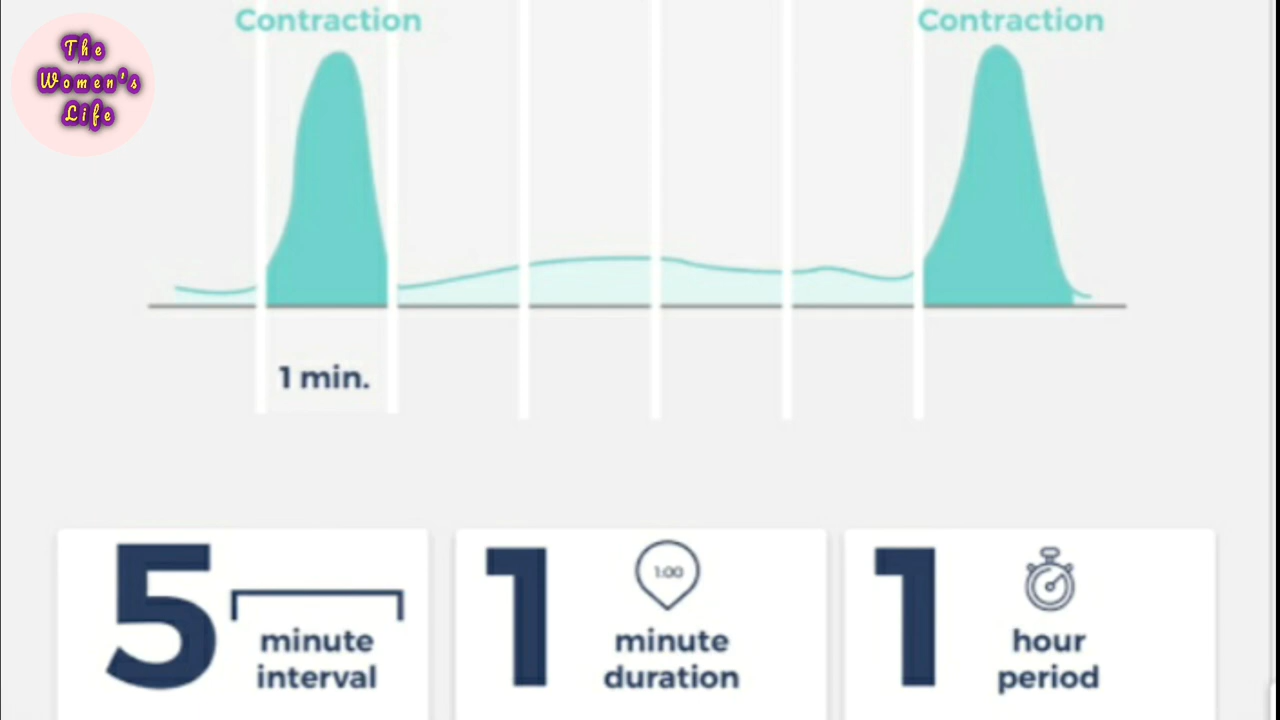 The
Women's
Life
Contraction
Contraction
1 min.
5
minute
interval
1
1:00
minute
duration
1
hour
period